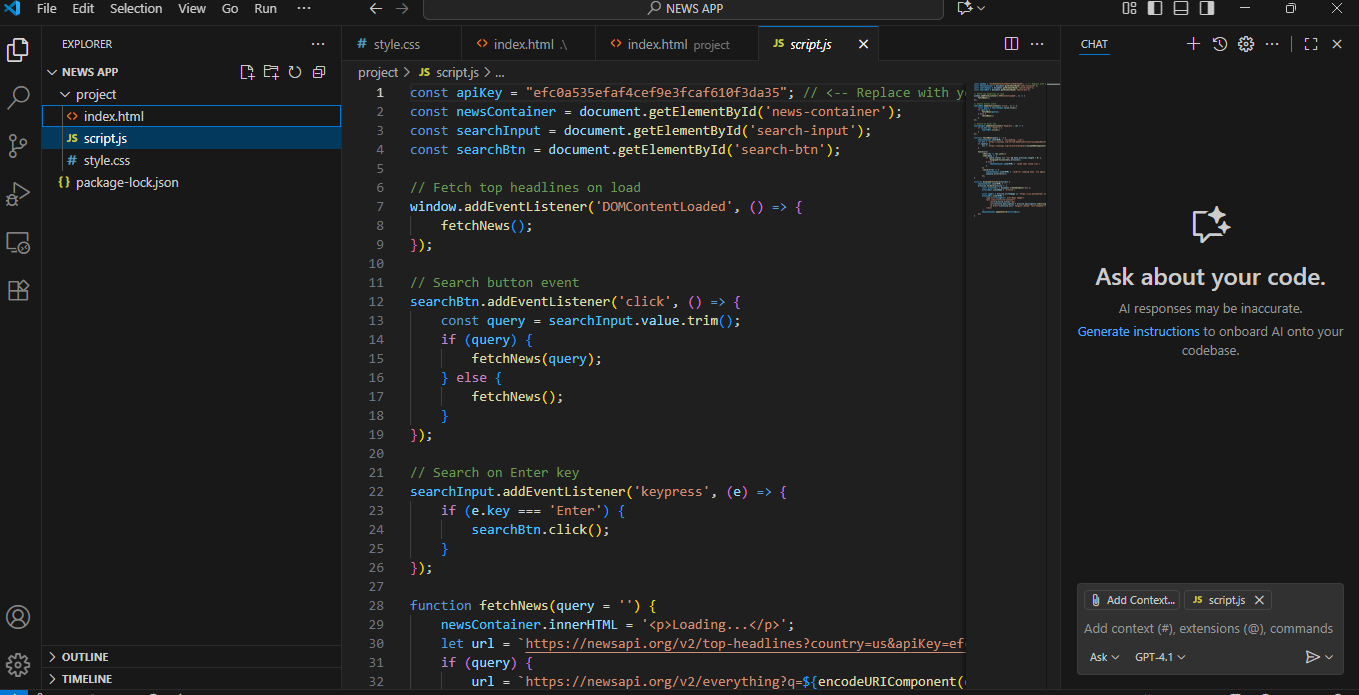 File Edit Selection View Go Run ··· NEWS APP
EXPLORER ···
NEWS APP
project
index.html
JS script.js
# style.css
{} package-lock.json
OUTLINE
TIMELINE
# style.css <> index.html .\ <> index.html project JS script.js
project > JS script.js > ...
1 const apiKey = "efc0a535efaf4cef9e3fcaf610f3da35"; // <-- Replace with y
2 const newsContainer = document.getElementById('news-container');
3 const searchInput = document.getElementById('search-input');
4 const searchBtn = document.getElementById('search-btn');
5
6 // Fetch top headlines on load
7 window.addEventListener('DOMContentLoaded', () => {
8 fetchNews();
9 });
10
11 // Search button event
12 searchBtn.addEventListener('click', () => {
13 const query = searchInput.value.trim();
14 if (query) {
15 fetchNews(query);
16 } else {
17 fetchNews();
18 }
19 });
20
21 // Search on Enter key
22 searchInput.addEventListener('keypress', (e) => {
23 if (e.key === 'Enter') {
24 searchBtn.click();
25 }
26 });
27
28 function fetchNews(query = '') {
29 newsContainer.innerHTML = '<p>Loading...</p>';
30 let url = `https://newsapi.org/v2/top-headlines?country=us&apiKey=ef
31 if (query) {
32 url = `https://newsapi.org/v2/everything?q=${encodeURIComponent(
CHAT
Ask about your code.
AI responses may be inaccurate.
Generate instructions to onboard AI onto your
codebase.
Add Context... JS script.js
Add context (#), extensions (@), commands
Ask GPT-4.1